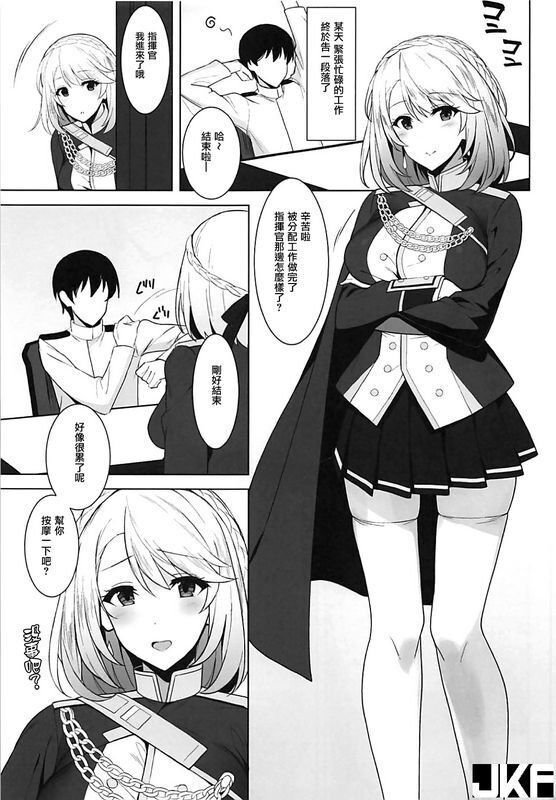 某天 緊張忙碌的工作
終於告一段落了
哈~
結束啦—
コンコン
指揮官
我進來了哦
辛苦啦
被分配工作做完了
指揮官那邊怎麼樣了?
剛好結束
好像很累了呢
幫你
按摩一下吧?
沒事吧?
JKF